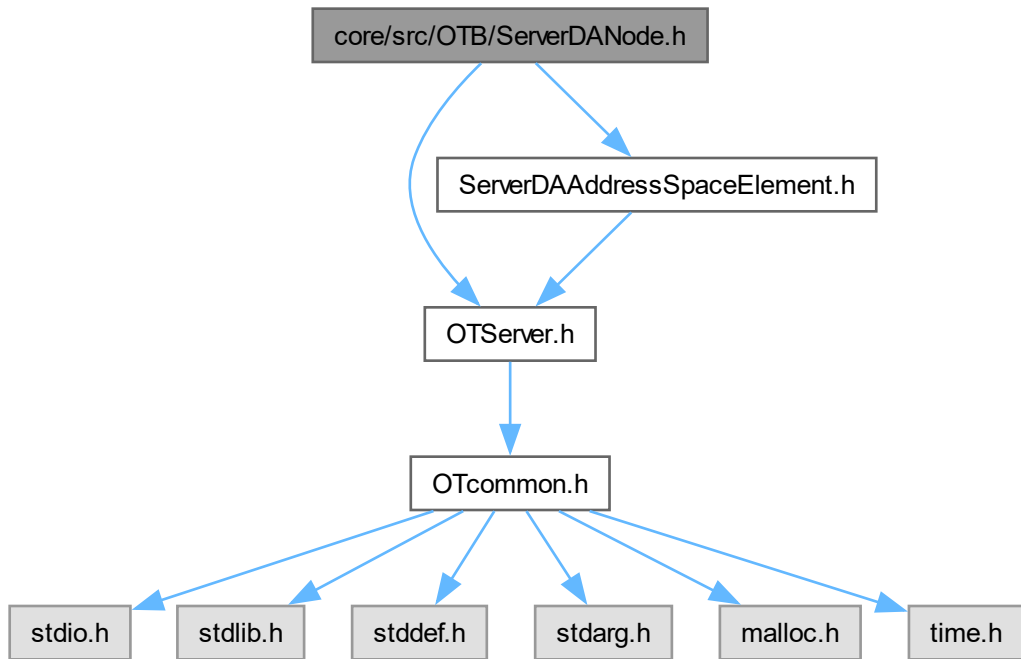 core/src/OTB/ServerDANode.h
ServerDAAddressSpaceElement.h
OTServer.h
OTcommon.h
stdio.h
stdlib.h
stddef.h
stdarg.h
malloc.h
time.h